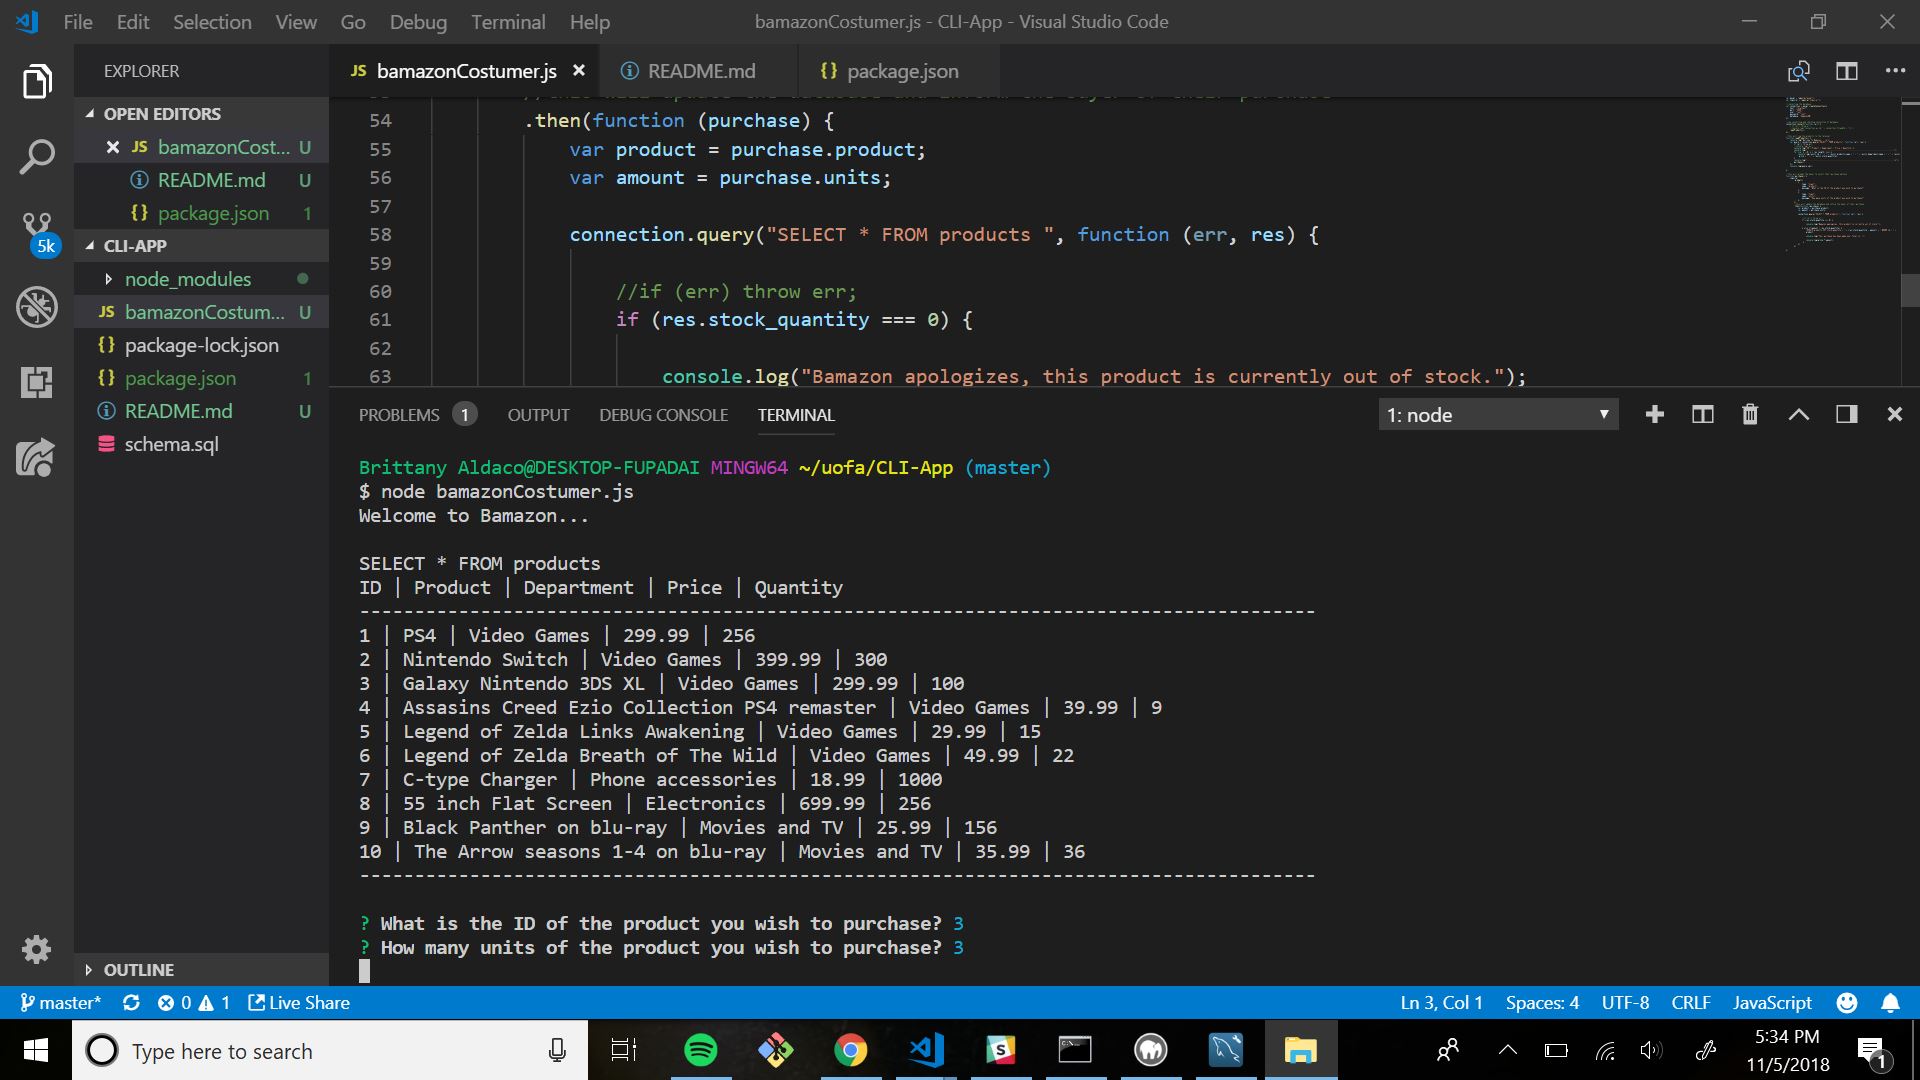 File Edit Selection View Go Debug Terminal Help
bamazonCostumer.js - CLI-App - Visual Studio Code
EXPLORER
OPEN EDITORS
JS bamazonCost... U
README.md U
{} package.json 1
CLI-APP
node_modules
JS bamazonCostum... U
{} package-lock.json
{} package.json 1
README.md U
schema.sql
OUTLINE
5k
JS bamazonCostumer.js README.md {} package.json
54 .then(function (purchase) {
55 var product = purchase.product;
56 var amount = purchase.units;
57
58 connection.query("SELECT * FROM products ", function (err, res) {
59
60 //if (err) throw err;
61 if (res.stock_quantity === 0) {
62
63 console.log("Bamazon apologizes, this product is currently out of stock.");
PROBLEMS 1 OUTPUT DEBUG CONSOLE TERMINAL
1: node
Brittany Aldaco@DESKTOP-FUPADAI MINGW64 ~/uofa/CLI-App (master)
$ node bamazonCostumer.js
Welcome to Bamazon...
SELECT * FROM products
ID | Product | Department | Price | Quantity
---------------------------------------------------------------------------------------
1 | PS4 | Video Games | 299.99 | 256
2 | Nintendo Switch | Video Games | 399.99 | 300
3 | Galaxy Nintendo 3DS XL | Video Games | 299.99 | 100
4 | Assasins Creed Ezio Collection PS4 remaster | Video Games | 39.99 | 9
5 | Legend of Zelda Links Awakening | Video Games | 29.99 | 15
6 | Legend of Zelda Breath of The Wild | Video Games | 49.99 | 22
7 | C-type Charger | Phone accessories | 18.99 | 1000
8 | 55 inch Flat Screen | Electronics | 699.99 | 256
9 | Black Panther on blu-ray | Movies and TV | 25.99 | 156
10 | The Arrow seasons 1-4 on blu-ray | Movies and TV | 35.99 | 36
---------------------------------------------------------------------------------------
? What is the ID of the product you wish to purchase? 3
? How many units of the product you wish to purchase? 3
master* 0 1 Live Share
Ln 3, Col 1 Spaces: 4 UTF-8 CRLF JavaScript
Type here to search
5:34 PM
11/5/2018
1